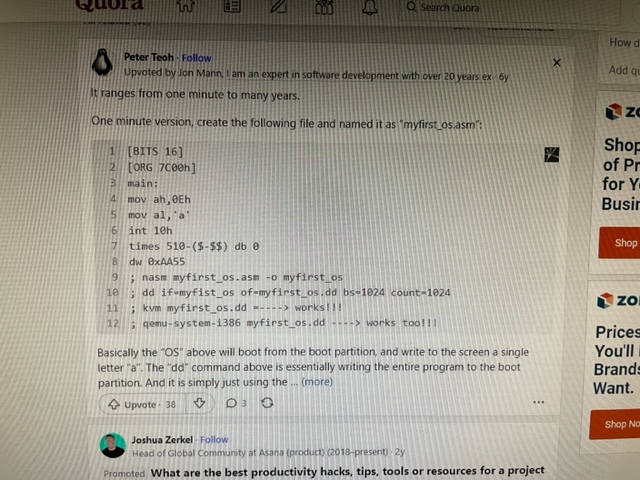 Quora
Search Quora
Peter Teoh · Follow
Upvoted by Jon Mann, I am an expert in software development with over 20 years ex · 6y
It ranges from one minute to many years.
One minute version, create the following file and named it as "myfirst_os.asm":
1 [BITS 16]
2 [ORG 7C00h]
3 main:
4 mov ah,0Eh
5 mov al,'a'
6 int 10h
7 times 510-($-$$) db 0
8 dw 0xAA55
9 ; nasm myfirst_os.asm -o myfirst_os
10 ; dd if=myfist_os of=myfirst_os.dd bs=1024 count=1024
11 ; kvm myfirst_os.dd =----> works!!!
12 ; qemu-system-i386 myfirst_os.dd ----> works too!!!
Basically the "OS" above will boot from the boot partition, and write to the screen a single
letter "a". The "dd" command above is essentially writing the entire program to the boot
partition. And it is simply just using the ... (more)
Upvote · 38
3
Joshua Zerkel · Follow
Head of Global Community at Asana (product) (2018–present) · 2y
Promoted What are the best productivity hacks, tips, tools or resources for a project
How d
Add qu
ZO
Shop
of Pr
for Y
Busin
Shop
ZO
Prices
You'll
Brands
Want.
Shop No